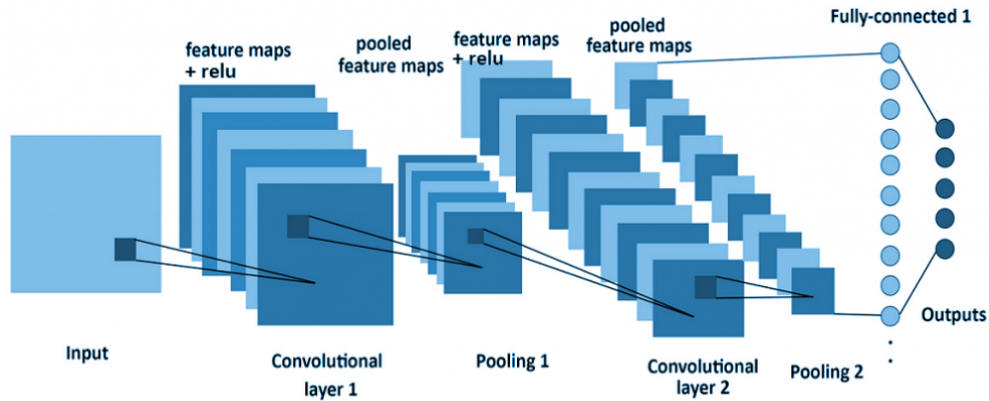 Fully-connected 1
feature maps
+ relu
pooled
feature maps
feature maps
+ relu
pooled
feature maps
Outputs
Input
Convolutional
layer 1
Pooling 1
Convolutional
layer 2
Pooling 2